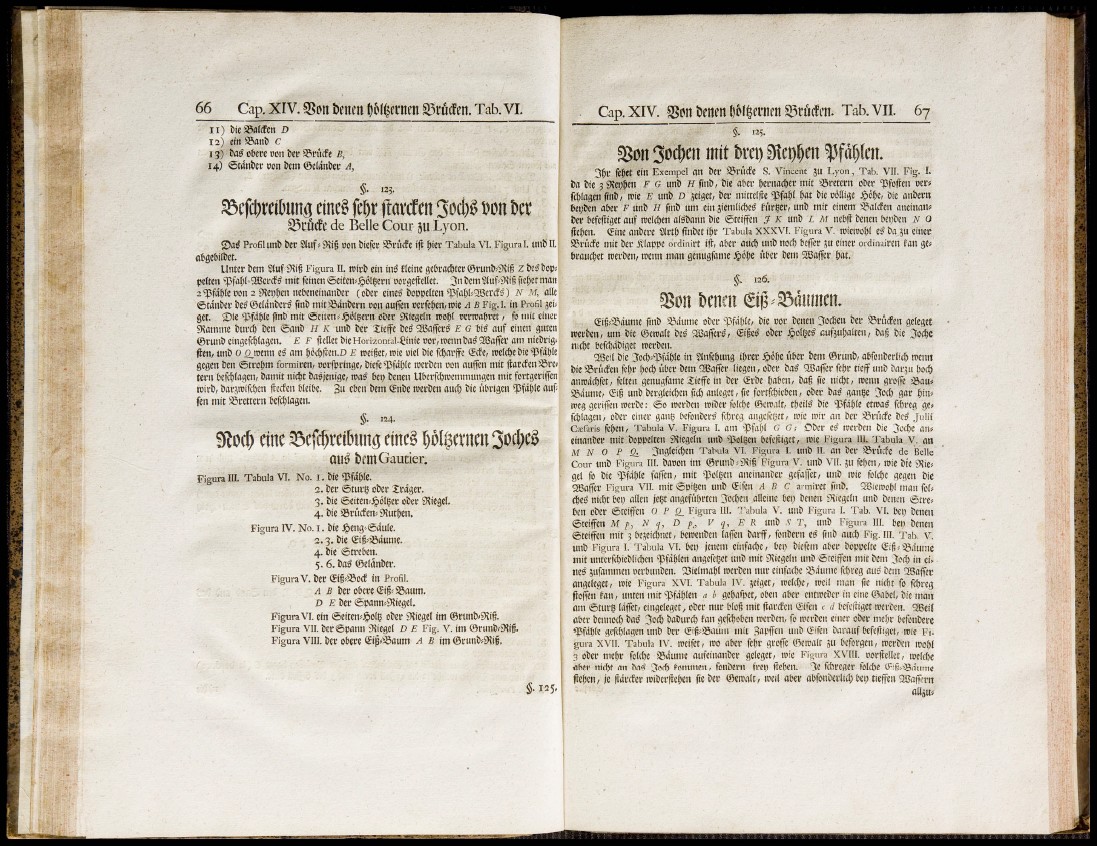 66 Cap. XIV. Von denen höltzernen Brücken. Tab. VI.
11) die Balcken D
12) ein Band C
13) das obere von der Brücke B,
14) Ständer von dem Geländer A,
§. 123.
Beschreibung eines sehr starcken Jochs von der
Brücke de Belle Cour zu Lyon.
Das Profil und der Auf-Riß von dieser Brücke ist hier Tabula VI. Figura I. und II.
abgebildet.
Unter dem Auf-Riß Figura II. wird ein ins kleine gebrachter Grund-Riß Z des dop-
pelten Pfahl-Wercks mit seinen Seiten-Höltzern vorgestellet. In dem Auf-Riß siehet man
2 Pfähle von 2 Reyhen nebeneinander (oder eines doppelten Pfahl-Wercks) N M, alle
Ständer des Geländers sind mit Bändern von aussen versehen, wie A B Fig. I. in Profil zei-
get. Die Pfähle sind mit Seiten-Höltzern oder Riegeln wohl verwahret, so mit einer
Ramme durch den Sand H K und der Tieffe des Wassers E G bis auf einen guten
Grund eingeschlagen. E F stellet die Horizontal-Linie vor, wenn das Wasser am niedrig-
sten, und O Q wenn es am höchsten. D E weiset, wie viel die scharffe Ecke, welche die Pfähle
gegen den Strohm formiren, vorspringe, diese Pfähle werden von aussen mit starcken Bre-
tern beschlagen, damit nicht dasjenige, was bey denen Uberschwemmungen mit fortgerissen
wird, darzwischen stecken bleibe. Zu eben dem Ende werden auch die übrigen Pfähle aus-
sen mit Brettern beschlagen.
§. 124.
Noch eine Beschreibung eines höltzernen Joches
aus dem Gautier.
Figura III. Tabula VI. No. 1. die Pfähle.
2. der Sturtz oder Träger.
3. die Seiten-Höltzer oder Riegel.
4. die Brücken-Ruthen.
Figura IV. No. 1. die Heng-Säule.
2. 3. die Eiß-Bäume.
4. die Streben.
5. 6. das Geländer.
Figura V. der Eiß-Bock in Profil.
A B der obere Eiß-Baum.
D E der Spann-Riegel.
Figura VI. ein Seiten-Holtz oder Riegel im Grund-Riß.
Figura VII. der Spann Riegel D E Fig. V. im Grund-Riß.
Figura VIII. der obere Eiß-Baum A B im Grund-Riß.
§. 125.
Cap. XIV. Von denen höltzernen Brücken. Tab. VII. 67
§. 125.
Von Jochen mit drey Reyhen Pfählen.
Ihr sehet ein Exempel an der Brücke S. Vincent zu Lyon, Tab. VII. Fig. I.
da die 3 Reyhen F G und H sind, die aber hernacher mit Bretern oder Pfosten ver-
schlagen sind, wie E und D zeiget, der mittelste Pfahl hat die völlige Höhe, die andern
beyden aber F und H sind um ein ziemliches kürtzer, und mit einem Balcken aneinan-
der befestiget auf welchen alsdann die Streiffen J K und L M nebst denen beyden N O
stehen. Eine andere Arth findet ihr Tabula XXXVI. Figura V. wiewohl es da zu einer
Brücke mit der Klappe ordinirt ist, aber auch und noch besser zu einer ordinairen kan ge-
brauchet werden, wenn man genugsame Höhe über dem Wasser hat.
§. 126.
Von denen Eiß-Bäumen.
Eiß-Bäume sind Bäume oder Pfähle, die vor denen Jochen der Brücken geleget
werden, um die Gewalt des Wassers, Eißes oder Holtzes aufzuhalten, daß die Joche
nicht beschädiget werden.
Weil die Joch-Pfähle in Ansehung ihrer Höhe über dem Grund, absonderlich wenn
die Brücken sehr hoch über dem Wasser liegen, oder das Wasser sehr tieff und darzu hoch
anwächset, selten genugsame Tieffe in der Erde haben, daß sie nicht, wenn grosse Bau-
Bäume, Eiß und dergleichen sich anleget, sie fortschieben, oder das gantze Joch gar hin-
weg gerissen werde: So werden wider solche Gewalt, theils die Pfähle etwas schreg ge-
schlagen, oder einer gantz besonders schreg angesetzet, wie wir an der Brücke des Julii
Cæsaris sehen, Tabula V. Figura I. am Pfahl G G: Oder es werden die Joche an-
einander mit doppelten Riegeln und Poltzen befestiget, wie Figura III. Tabula V. an
M N O P Q. Ingleichen Tabula VI. Figura I. und II. an der Brücke de Belle
Cour und Figura III. davon im Grund-Riß Figura V. und VII. zu sehen, wie die Rie-
gel so die Pfähle fassen, mit Poltzen aneinander gefasset, und wie solche gegen die
Wasser Figura VII. mit Spitzen und Eisen A B C armiret sind. Wiewohl man sol-
ches nicht bey allen jetzt angeführten Jochen alleine bey denen Riegeln und denen Stre-
ben oder Streiffen O P Q Figura III. Tabula V. und Figura I. Tab. VI. bey denen
Streiffen M p, N q, D p, V q, E R und S T, und Figura III. bey denen
Streiffen mit 3 bezeichnet, bewenden lassen darff, sondern es sind auch Fig. III. Tab. V.
und Figura I. Tabula VI. bey jenem einfache, bey diesem aber doppelte Eiß-Bäume
mit unterschiedlichen Pfählen angesetzet und mit Riegeln und Streiffen mit dem Joch in ei-
nes zusammen verbunden. Vielmahl werden nur einfache Bäume schreg aus dem Wasser
angeleget, wie Figura XVI. Tabula IV. zeiget, welche, weil man sie nicht so schreg
stossen kan, unten mit Pfählen a b gehafftet, oben aber entweder in eine Gabel, die man
am Sturtz lässet, eingeleget, oder nur bloß mit starcken Eisen c d befestiget werden. Weil
aber dennoch das Joch dadurch kan geschoben werden, so werden einer oder mehr besondere
Pfähle geschlagen und der Eiß-Baum mit Zapffen und Eisen darauf befestiget, wie Fi-
gura XVII. Tabula IV. weiset, wo aber sehr grosse Gewalt zu besorgen, werden wohl
3 oder mehr solche Bäume aufeinander geleget, wie Figura XVIII. vorstellet, welche
aber nicht an das Joch kommen, sondern frey stehen. Je schreger solche Eiß-Bäume
stehen, je stärcker widerstehen sie der Gewalt, weil aber absonderlich bey tieffen Wassern
allzu-